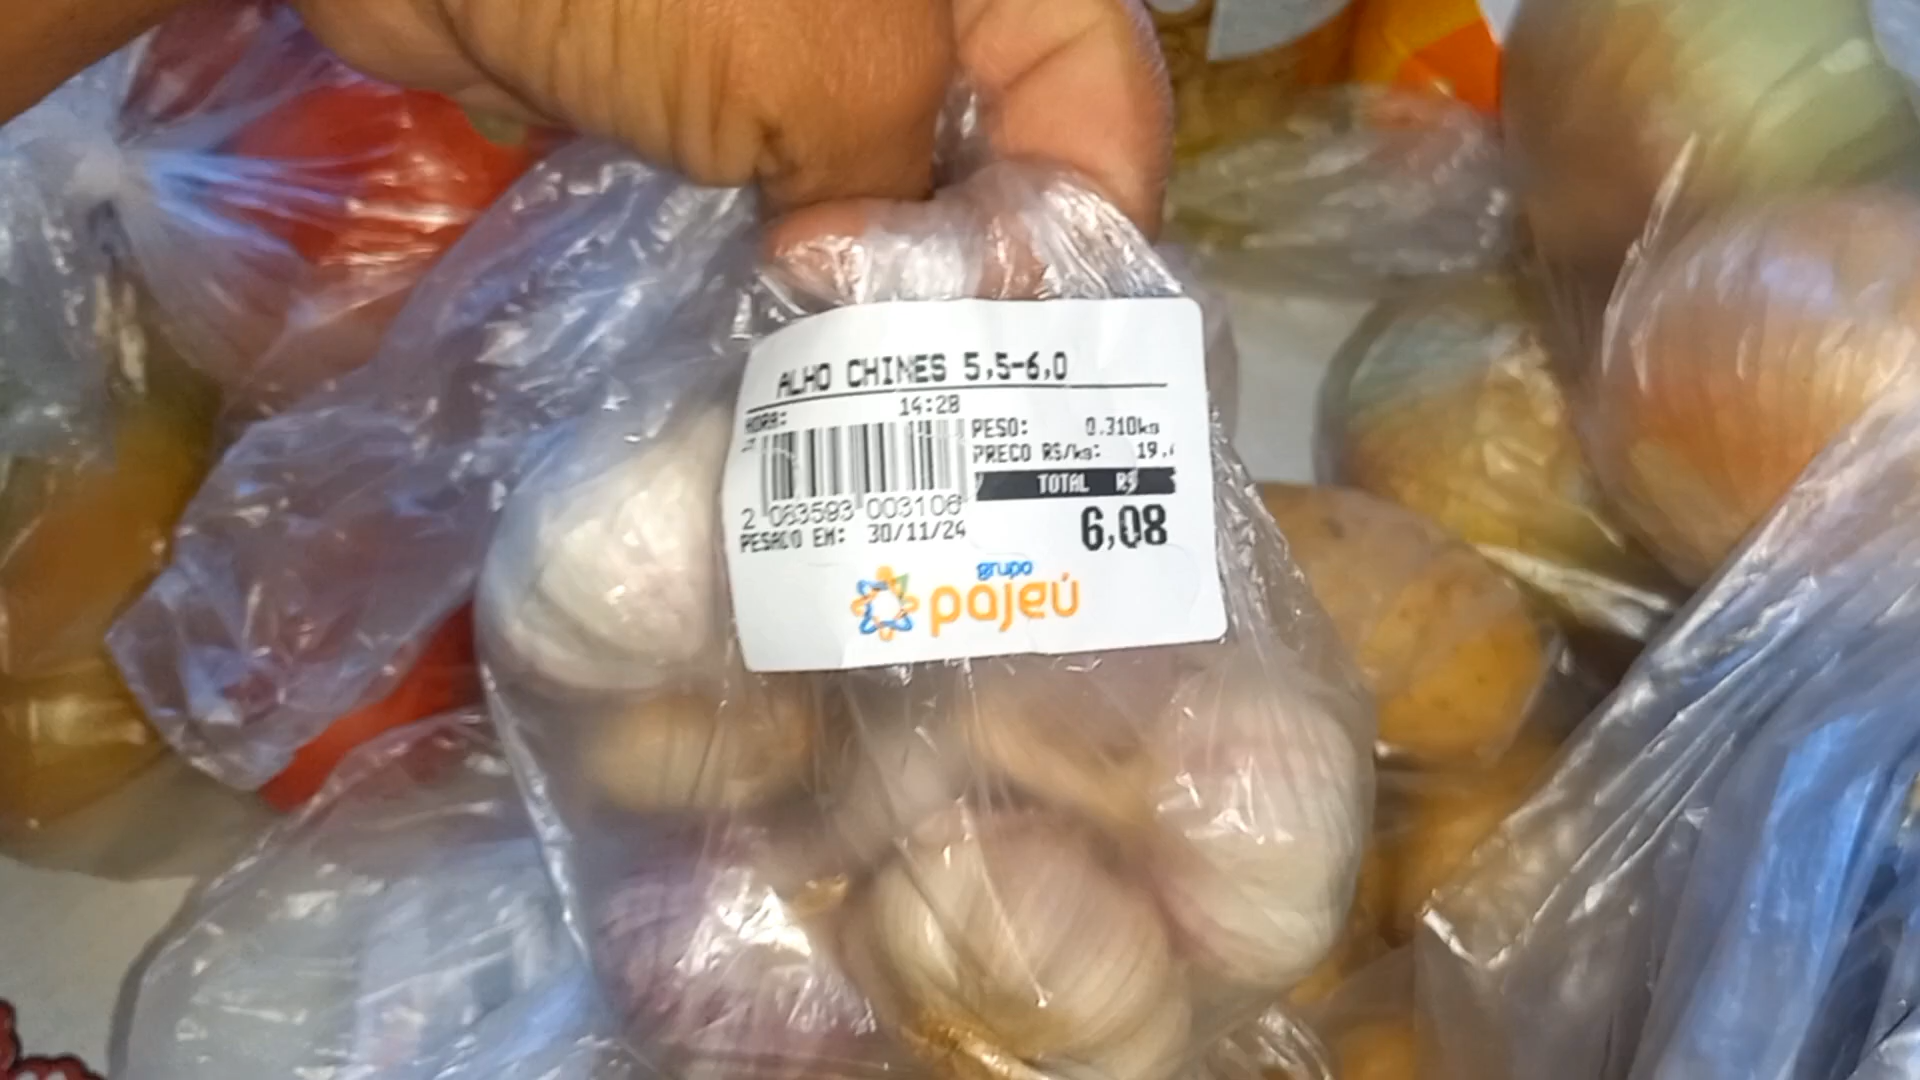 ALHO CHINES 5,5-6,0
HORA: 14:28
PESO: 0.310kg
PRECO R$/kg: 19,
TOTAL R$
6,08
2 083593 003106
PESADO EM: 30/11/24
grupo
pajeú